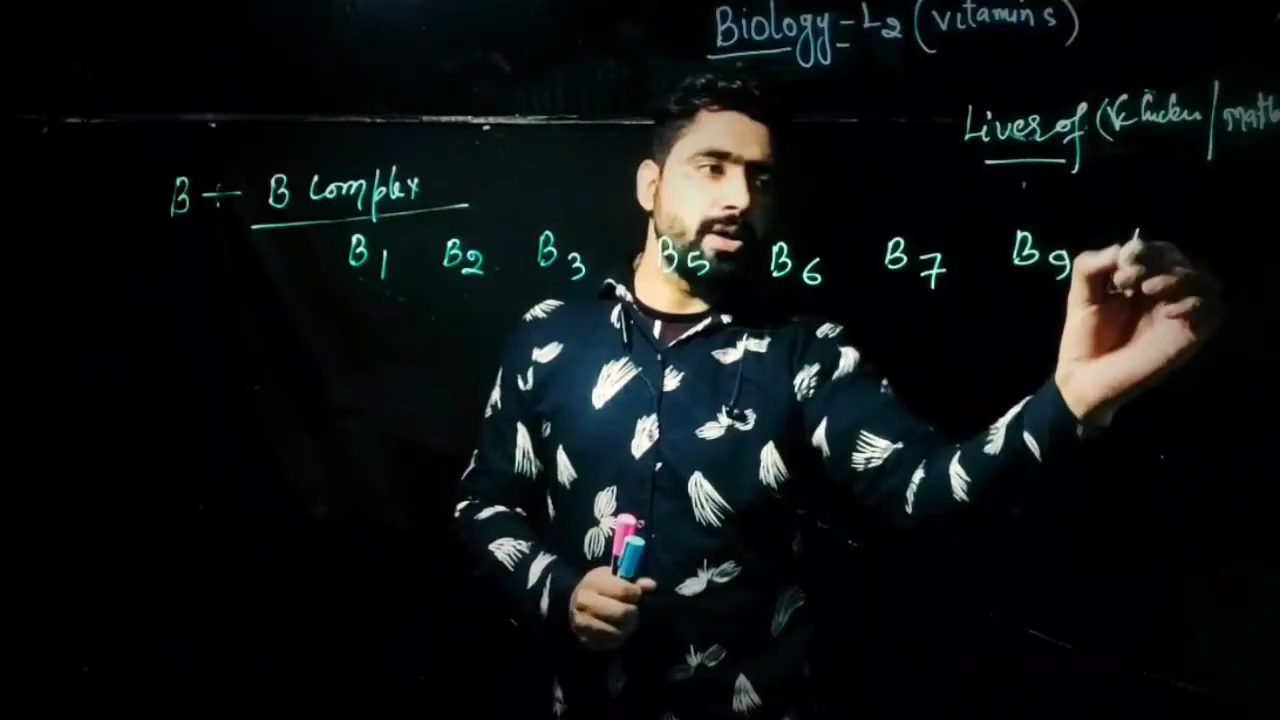 Biology - L2 (vitamins)
Liver of (
B ÷ B complex
B1 B2 B3 B5 B6 B7 B9